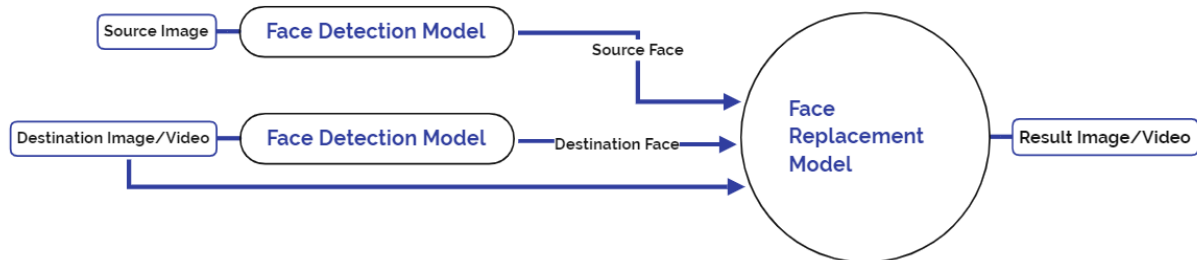 Source Image
Face Detection Model
Source Face
Destination Image/Video
Face Detection Model
Destination Face
Face
Replacement
Model
Result Image/Video